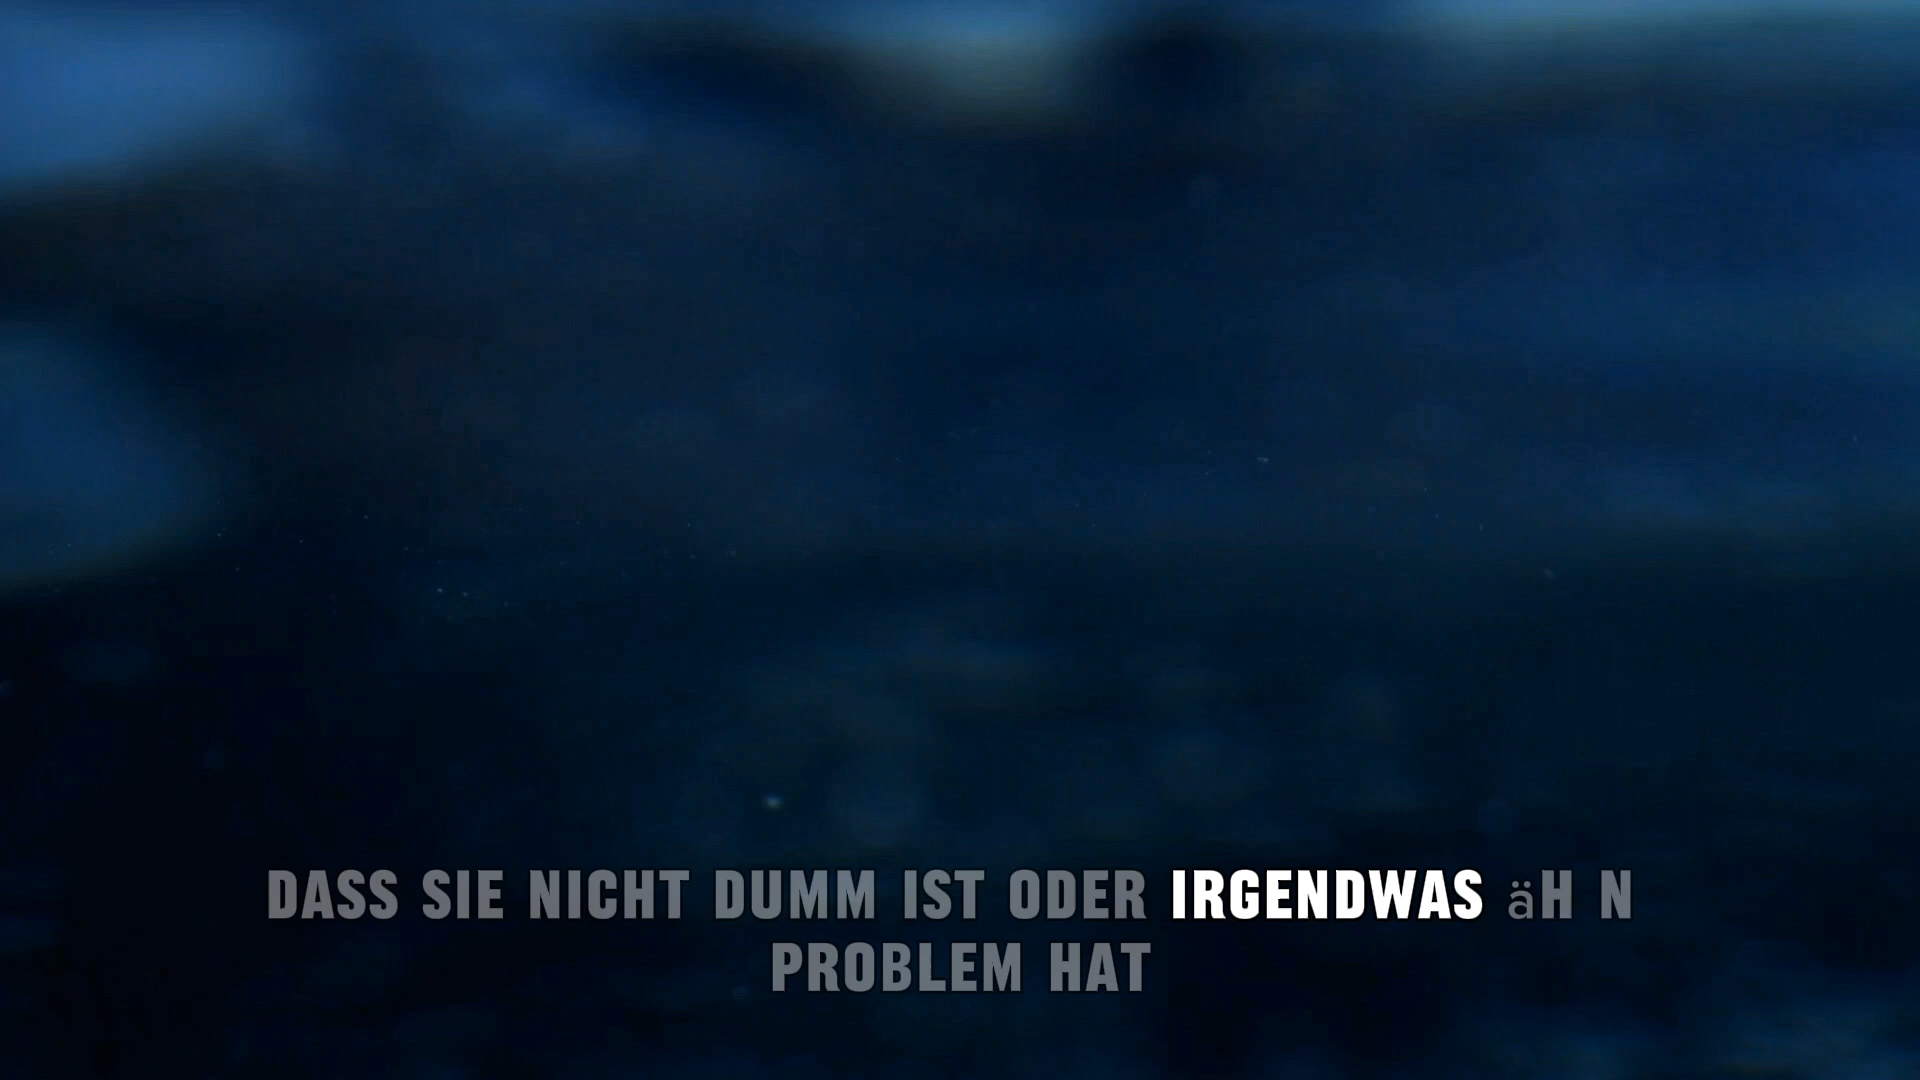 DASS SIE NICHT DUMM IST ODER IRGENDWAS äH N
PROBLEM HAT